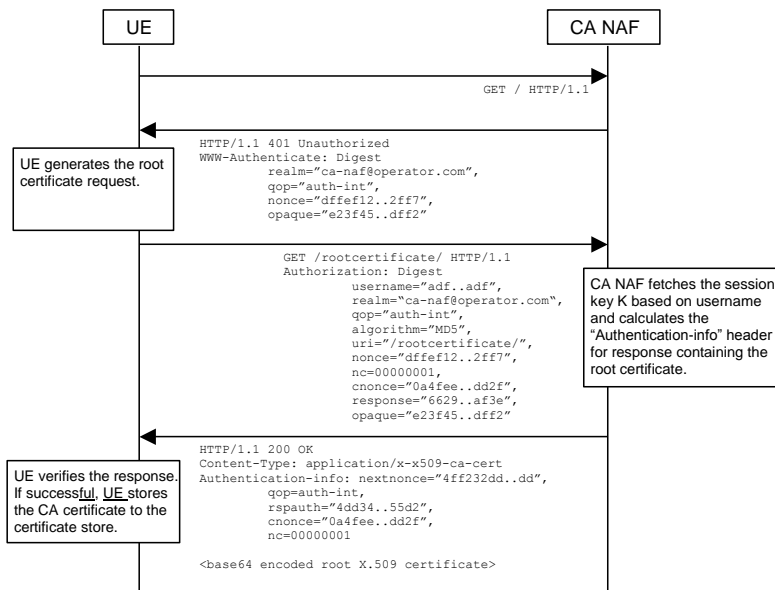 UE
CA NAF
GET / HTTP/1.1
HTTP/1.1 401 Unauthorized
WWW-Authenticate: Digest
realm="ca-naf@operator.com",
qop="auth-int",
nonce="dffef12..2ff7",
opaque="e23f45..dff2"
UE generates the root
certificate request.
GET /rootcertificate/ HTTP/1.1
Authorization: Digest
username="adf..adf",
realm="ca-naf@operator.com",
qop="auth-int",
algorithm="MD5",
uri="/rootcertificate/",
nonce="dffef12..2ff7",
nc=00000001,
cnonce="0a4fee..dd2f",
response="6629..af3e",
opaque="e23f45..dff2"
CA NAF fetches the session
key K based on username
and calculates the
“Authentication-info” header
for response containing the
root certificate.
HTTP/1.1 200 OK
Content-Type: application/x-x509-ca-cert
Authentication-info: nextnonce="4ff232dd..dd",
qop=auth-int,
rspauth="4dd34..55d2",
cnonce="0a4fee..dd2f",
nc=00000001
<base64 encoded root X.509 certificate>
UE verifies the response.
If successful, UE stores
the CA certificate to the
certificate store.